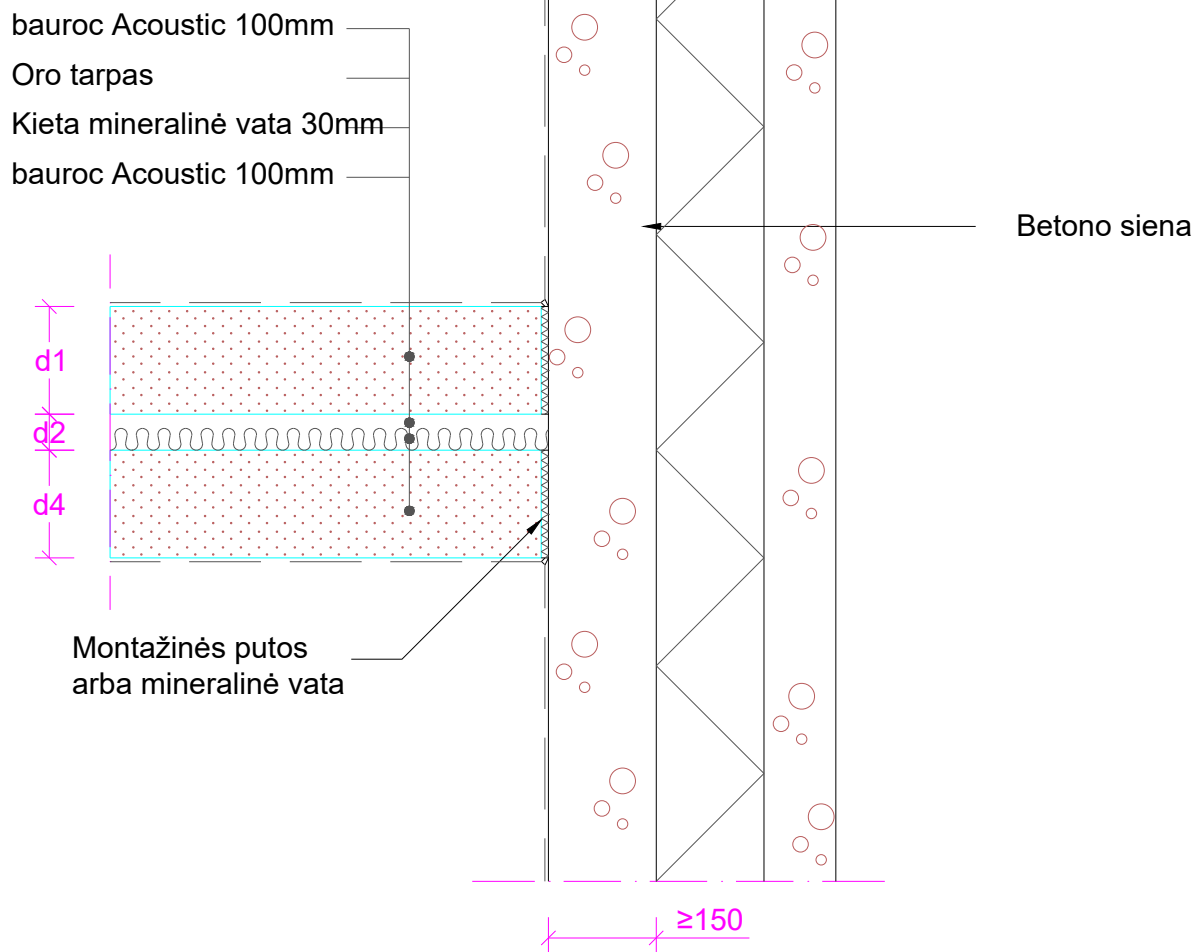 bauroc Acoustic 100mm
Oro tarpas
Kieta mineralinė vata 30mm
bauroc Acoustic 100mm
Betono siena
d1
d2
d4
Montažinės putos
arba mineralinė vata
≥150